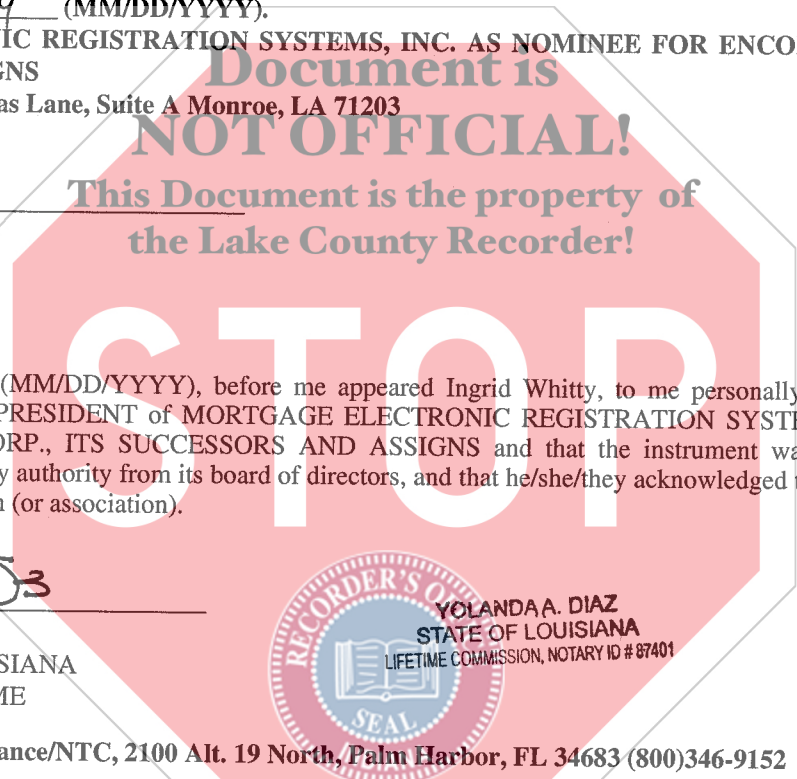 (MM/DD/YYYY).
IC REGISTRATION SYSTEMS, INC. AS NOMINEE FOR ENCO
GNS
as Lane, Suite A Monroe, LA 71203
Document is
NOT OFFICIAL!
This Document is the property of
the Lake County Recorder!
STOP
(MM/DD/YYYY), before me appeared Ingrid Whitty, to me personally
PRESIDENT of MORTGAGE ELECTRONIC REGISTRATION SYSTE
ORP., ITS SUCCESSORS AND ASSIGNS and that the instrument wa
y authority from its board of directors, and that he/she/they acknowledged t
n (or association).
RECORDER'S OFFI
SEAL
INDIANA
YOLANDA A. DIAZ
STATE OF LOUISIANA
LIFETIME COMMISSION, NOTARY ID # 87401
SIANA
ME
ance/NTC, 2100 Alt. 19 North, Palm Harbor, FL 34683 (800)346-9152